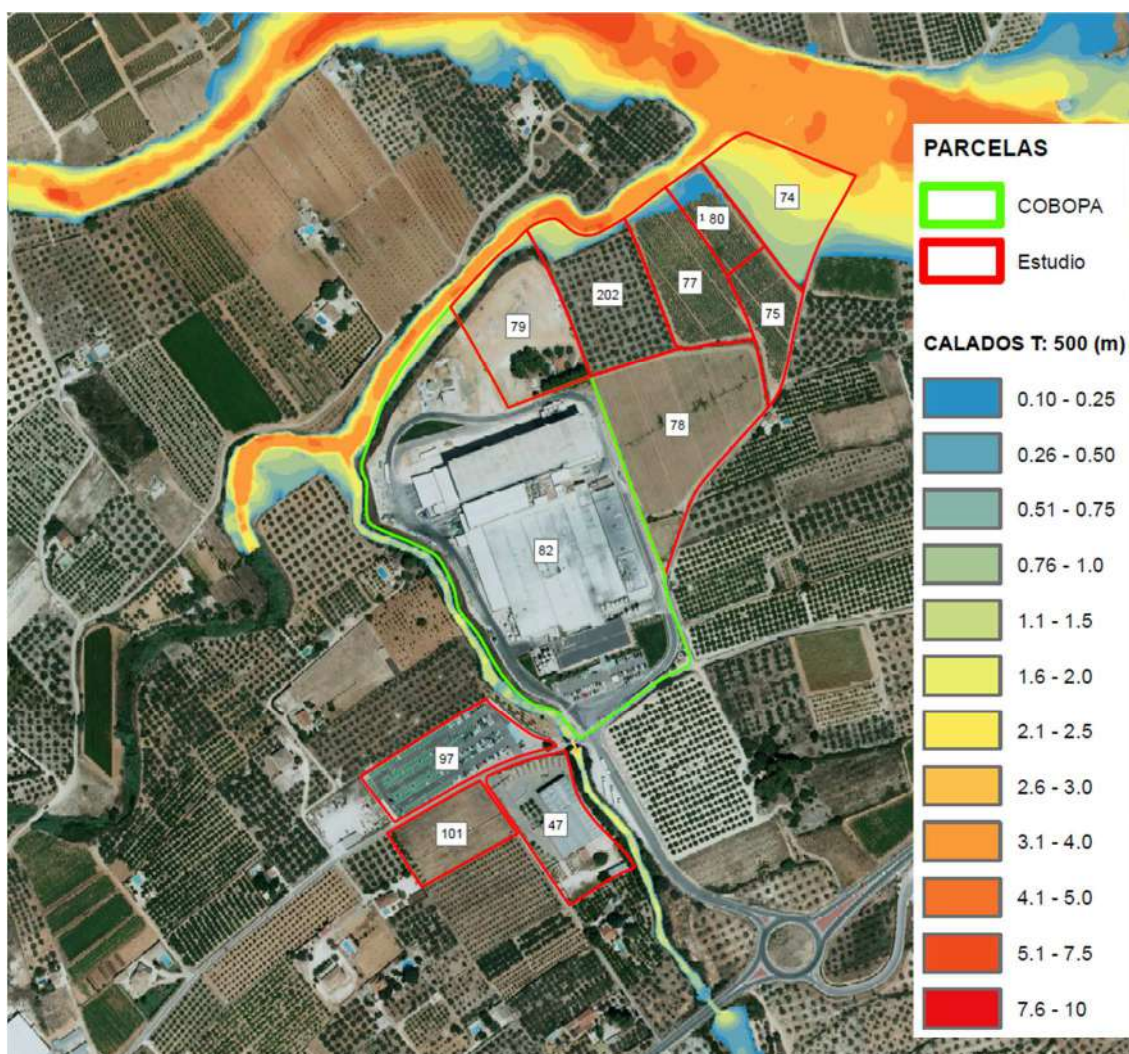 PARCELAS
COBOPA
Estudio
CALADOS T: 500 (m)
0.10 - 0.25
0.26 - 0.50
0.51 - 0.75
0.76 - 1.0
1.1 - 1.5
1.6 - 2.0
2.1 - 2.5
2.6 - 3.0
3.1 - 4.0
4.1 - 5.0
5.1 - 7.5
7.6 - 10
74
1 80
77
202
75
79
78
82
97
47
101